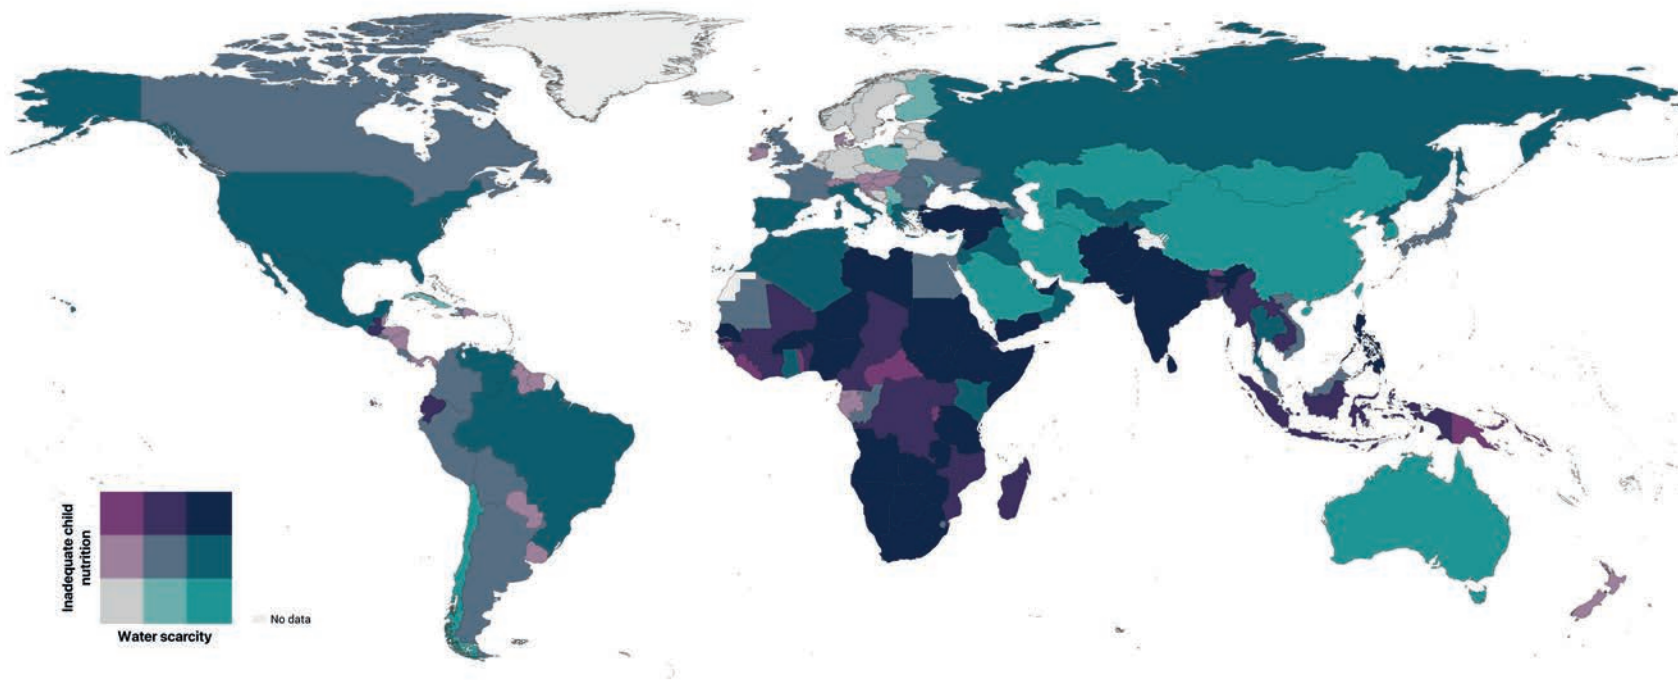 Inadequate child
nutrition
Water scarcity
No data